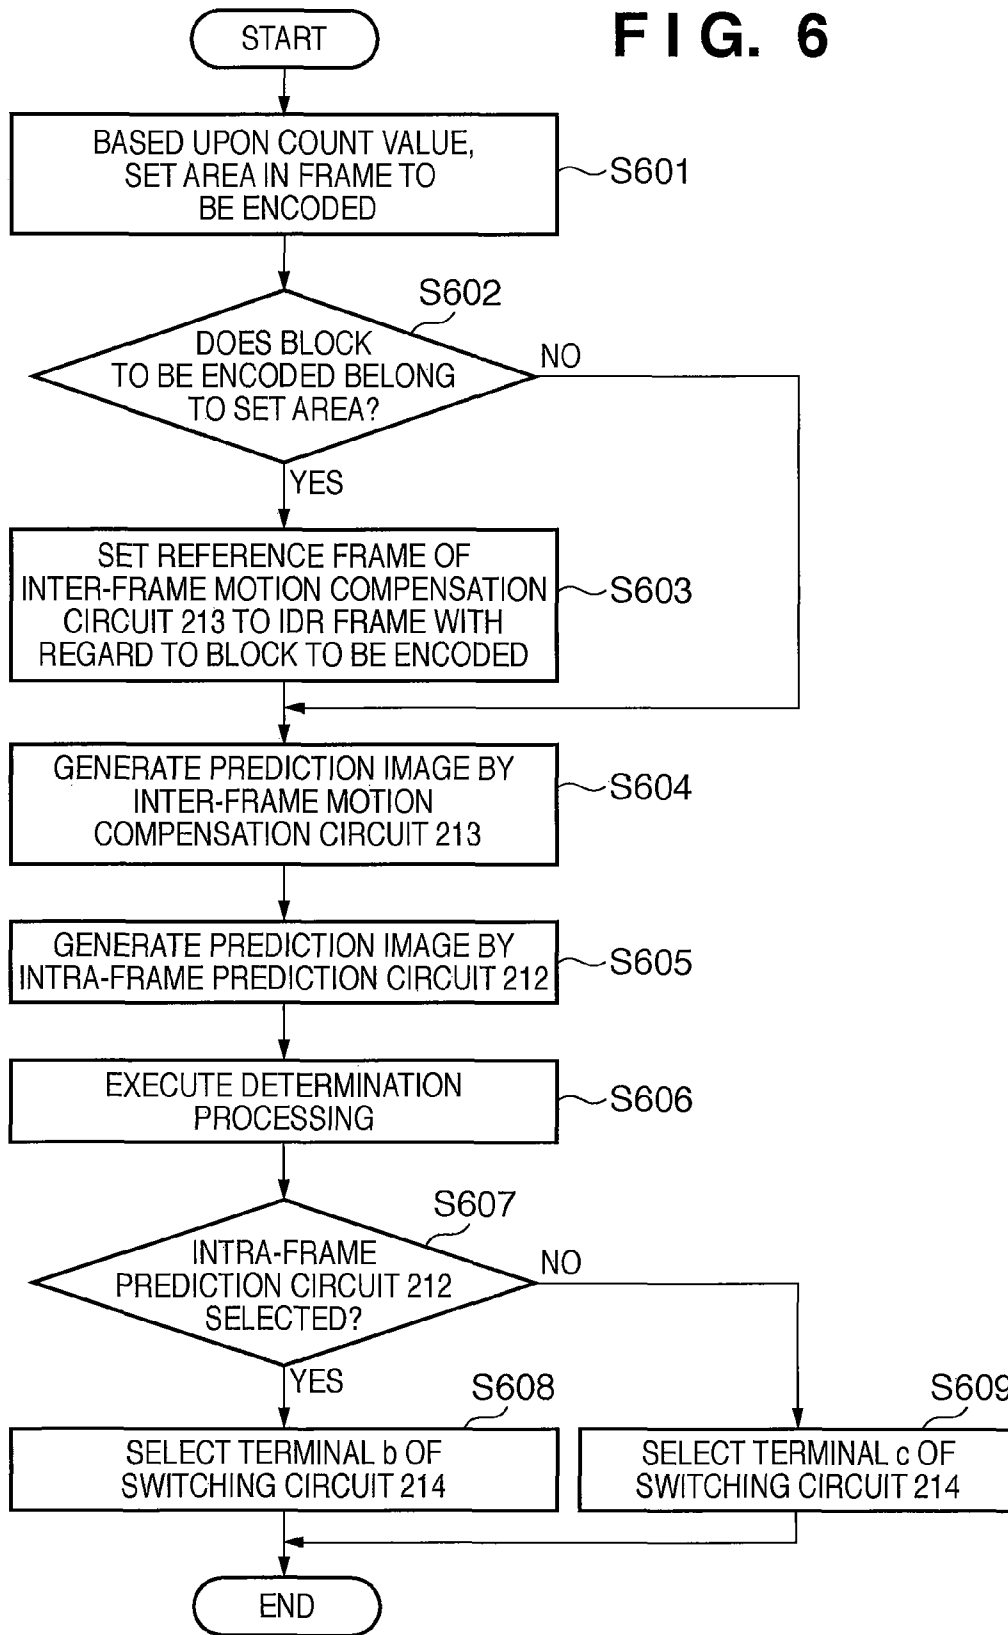 FIG. 6
START
BASED UPON COUNT VALUE,
SET AREA IN FRAME TO
BE ENCODED
S601
S602
DOES BLOCK
TO BE ENCODED BELONG
TO SET AREA?
NO
YES
SET REFERENCE FRAME OF
INTER-FRAME MOTION COMPENSATION
CIRCUIT 213 TO IDR FRAME WITH
REGARD TO BLOCK TO BE ENCODED
S603
GENERATE PREDICTION IMAGE BY
INTER-FRAME MOTION
COMPENSATION CIRCUIT 213
S604
GENERATE PREDICTION IMAGE BY
INTRA-FRAME PREDICTION CIRCUIT 212
S605
EXECUTE DETERMINATION
PROCESSING
S606
S607
INTRA-FRAME
PREDICTION CIRCUIT 212
SELECTED?
NO
YES
S608
SELECT TERMINAL b OF
SWITCHING CIRCUIT 214
S609
SELECT TERMINAL c OF
SWITCHING CIRCUIT 214
END